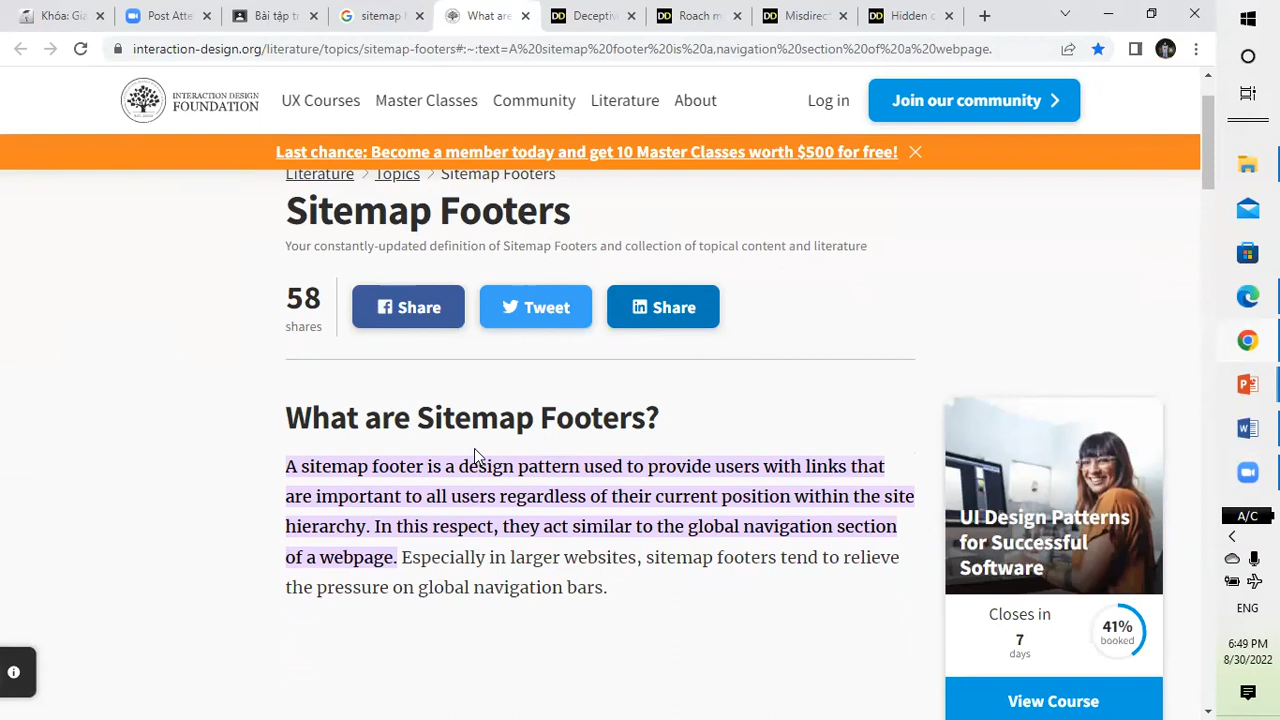 Khóa: Gia
Post Atte
Bài tập t
sitemap f
What are
Deceptiv
Roach m
Misdirec
Hidden c
interaction-design.org/literature/topics/sitemap-footers#:~:text=A%20sitemap%20footer%20is%20a,navigation%20section%20of%20a%20webpage.
INTERACTION DESIGN
FOUNDATION
UX Courses
Master Classes
Community
Literature
About
Log in
Join our community
Last chance: Become a member today and get 10 Master Classes worth $500 for free!
Literature > Topics > Sitemap Footers
Sitemap Footers
Your constantly-updated definition of Sitemap Footers and collection of topical content and literature
58
shares
Share
Tweet
Share
What are Sitemap Footers?
A sitemap footer is a design pattern used to provide users with links that
are important to all users regardless of their current position within the site
hierarchy. In this respect, they act similar to the global navigation section
of a webpage. Especially in larger websites, sitemap footers tend to relieve
the pressure on global navigation bars.
UI Design Patterns
for Successful
Software
Closes in
7
days
41%
booked
View Course
A/C
ENG
6:49 PM
8/30/2022